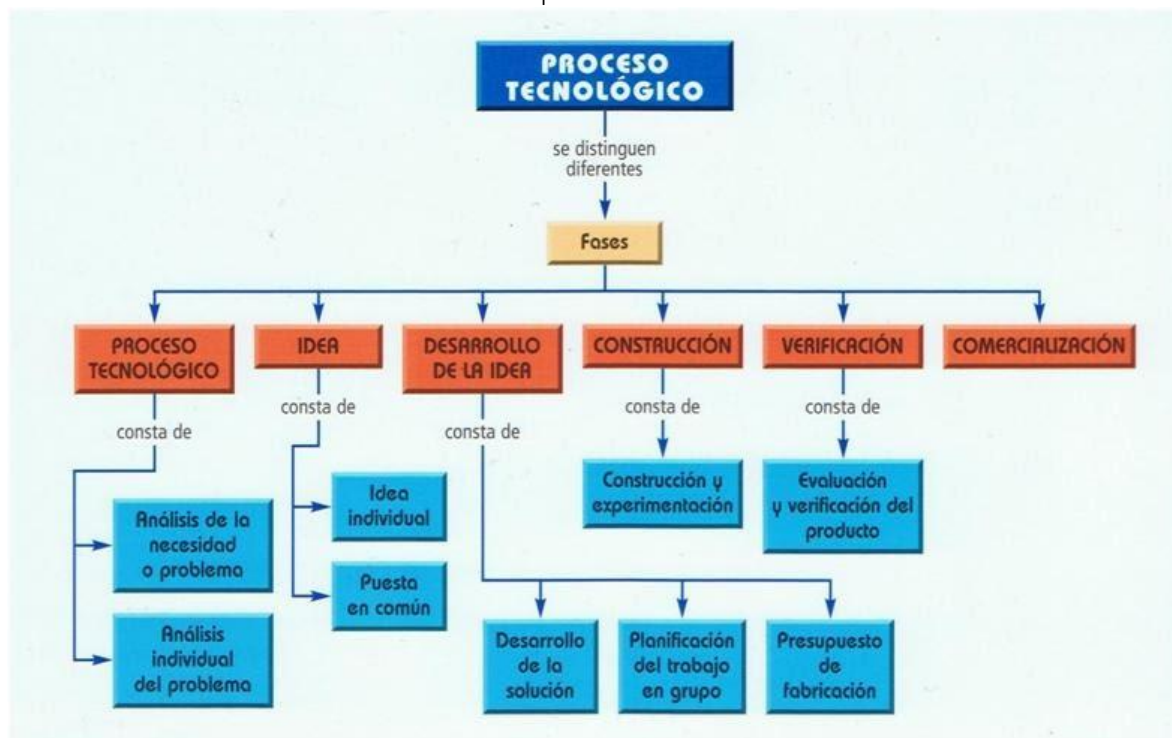 PROCESO
TECNOLÓGICO
se distinguen
diferentes
Fases
PROCESO
TECNOLÓGICO
IDEA
DESARROLLO
DE LA IDEA
CONSTRUCCIÓN
VERIFICACIÓN
COMERCIALIZACIÓN
consta de
consta de
consta de
consta de
consta de
Análisis de la
necesidad
o problema
Análisis
individual
del problema
Idea
individual
Puesta
en común
Desarrollo
de la
solución
Planificación
del trabajo
en grupo
Presupuesto
de
fabricación
Construcción y
experimentación
Evaluación
y verificación del
producto